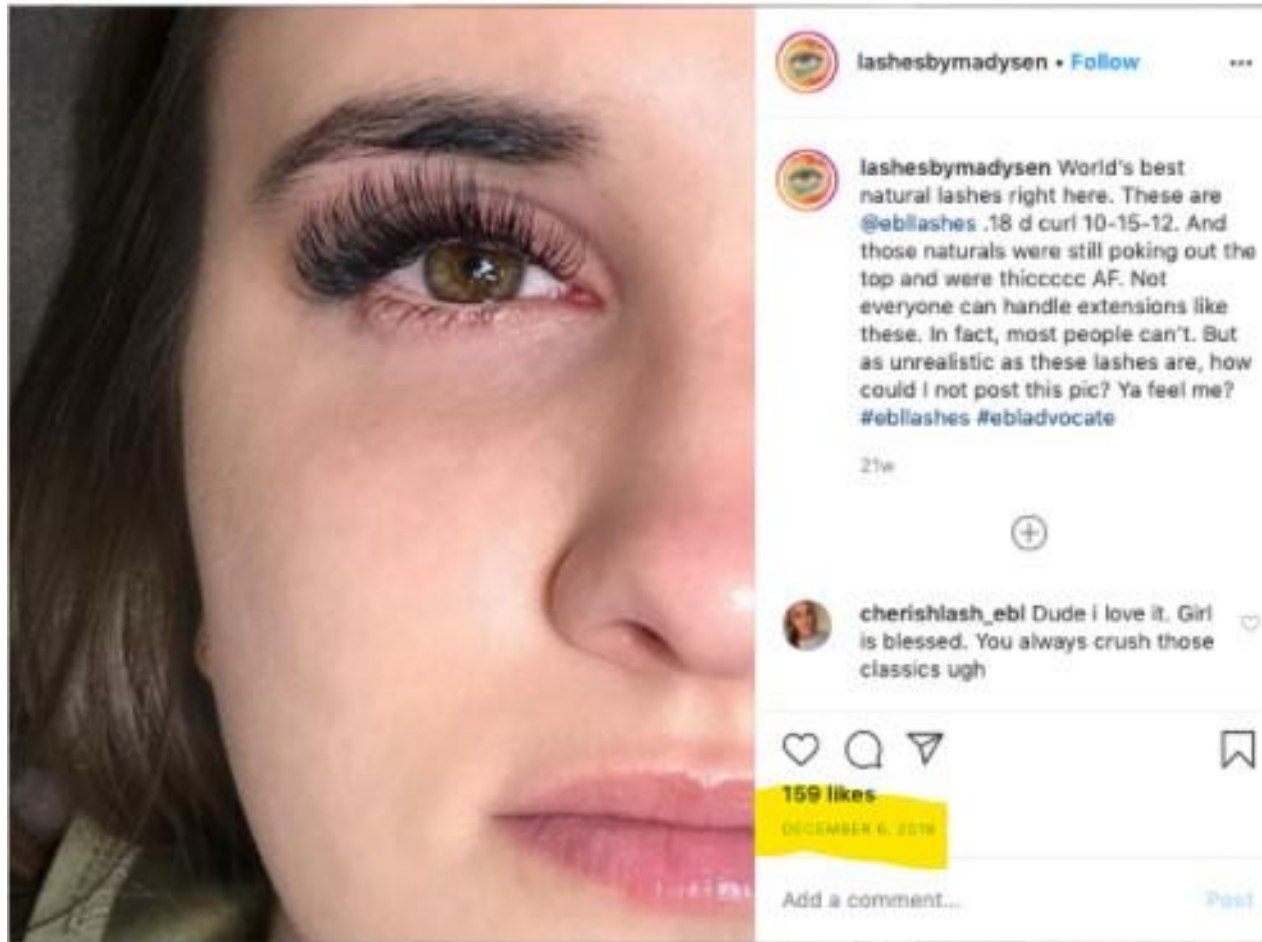 lashesbymadysen • Follow
lashesbymadysen World's best
natural lashes right here. These are
@ebllashes .18 d curl 10-15-12. And
those naturals were still poking out the
top and were thiccccc AF. Not
everyone can handle extensions like
these. In fact, most people can't. But
as unrealistic as these lashes are, how
could I not post this pic? Ya feel me?
#ebllashes #ebladvocate
21w
cherishlash_ebl Dude i love it. Girl
is blessed. You always crush those
classics ugh
159 likes
DECEMBER 6, 2019
Add a comment...
Post